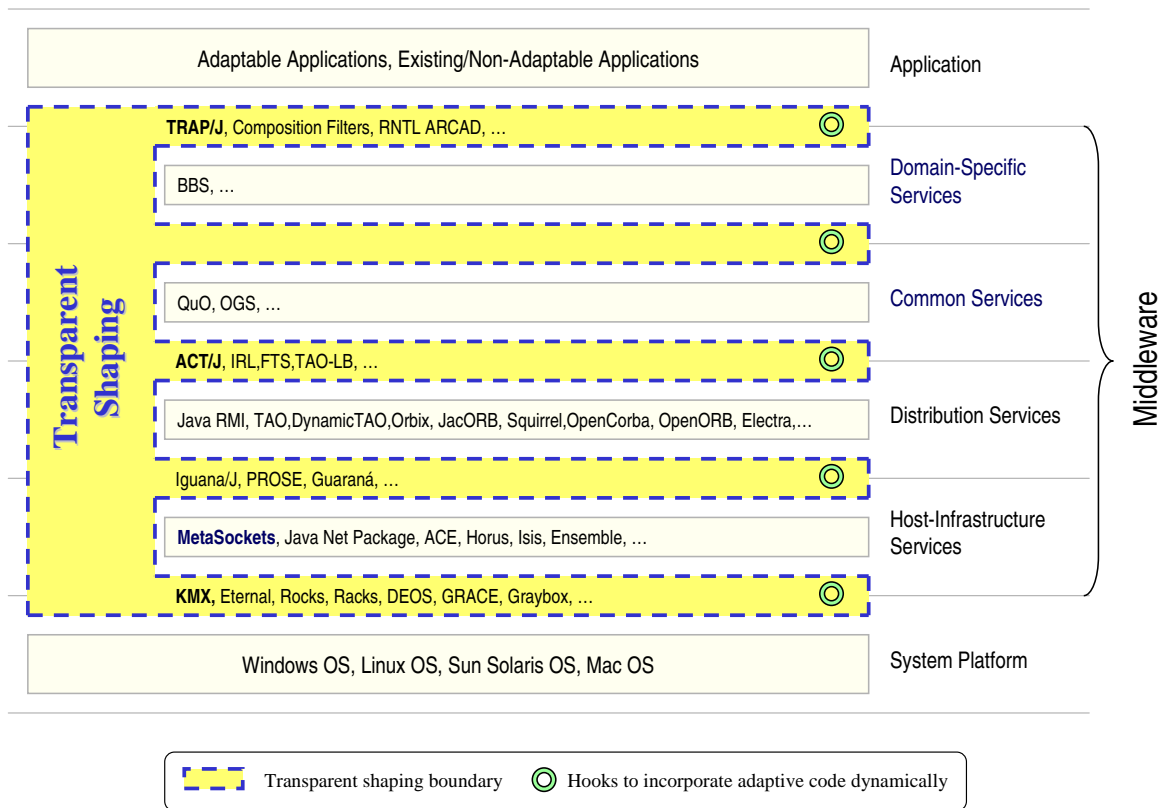 Adaptable Applications, Existing/Non-Adaptable Applications
Application
TRAP/J, Composition Filters, RNTL ARCAD, …
BBS, …
Domain-Specific
Services
QuO, OGS, …
Common Services
ACT/J, IRL,FTS,TAO-LB, …
Java RMI, TAO,DynamicTAO,Orbix, JacORB, Squirrel,OpenCorba, OpenORB, Electra,…
Distribution Services
Iguana/J, PROSE, Guaraná, …
MetaSockets, Java Net Package, ACE, Horus, Isis, Ensemble, …
Host-Infrastructure
Services
KMX, Eternal, Rocks, Racks, DEOS, GRACE, Graybox, …
Windows OS, Linux OS, Sun Solaris OS, Mac OS
System Platform
Transparent
Shaping
Middleware
Transparent shaping boundary
Hooks to incorporate adaptive code dynamically